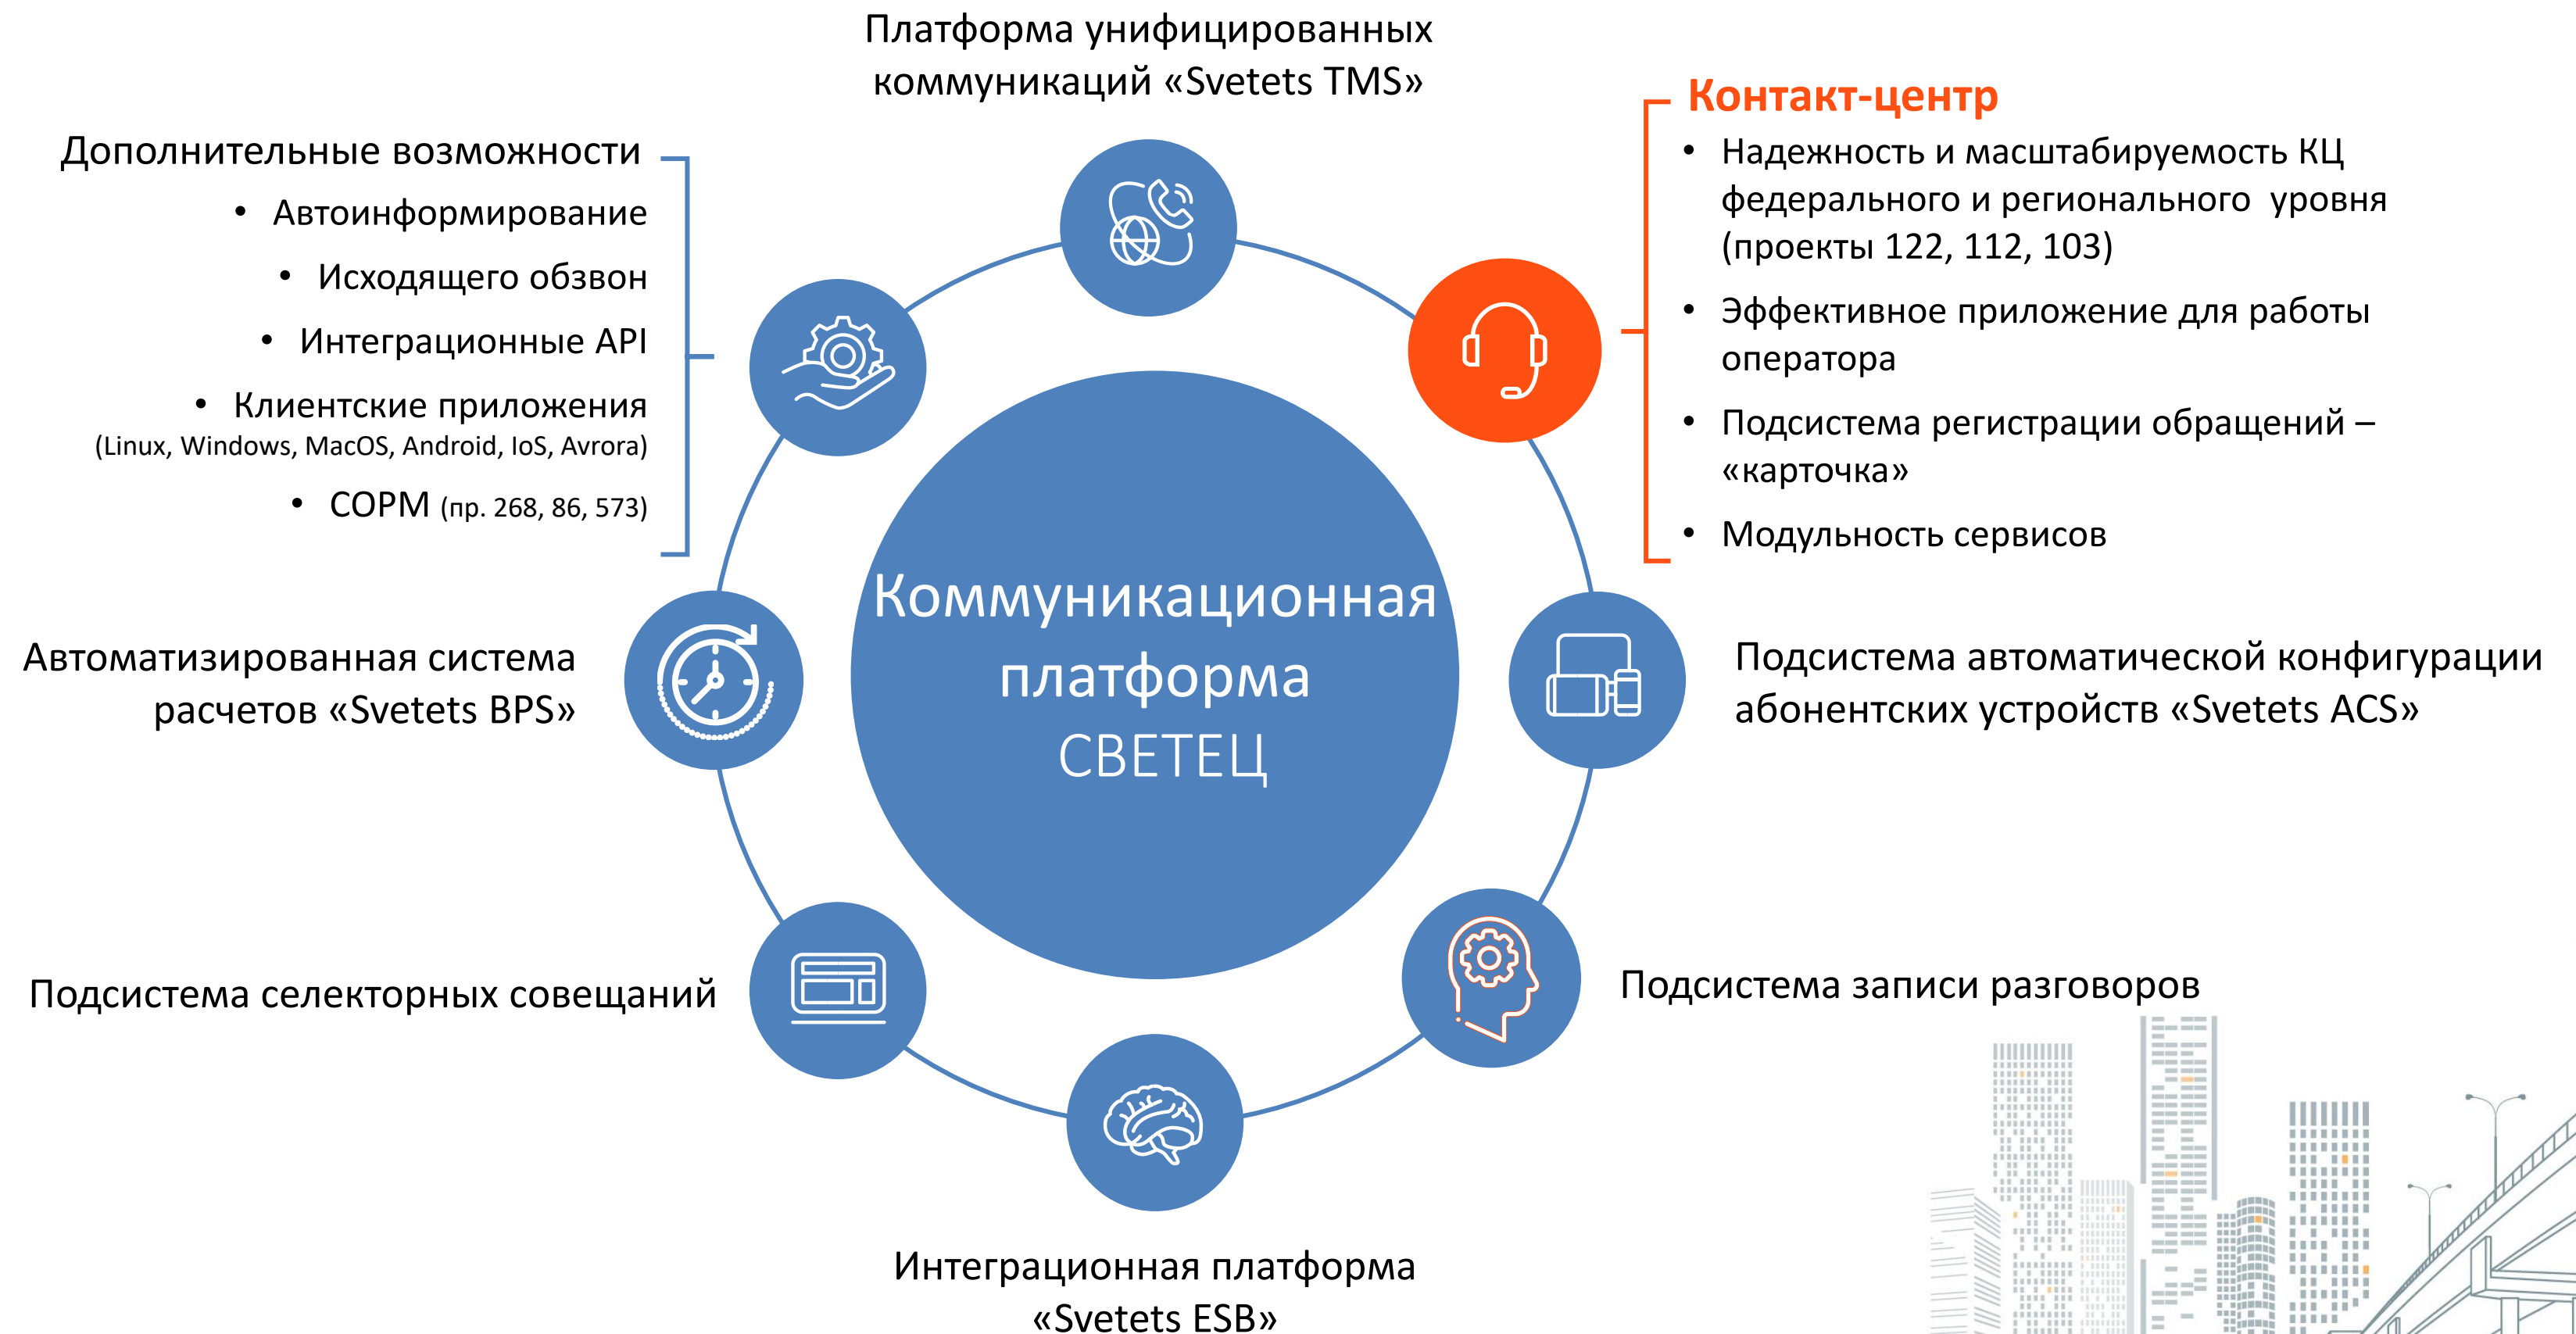 Платформа унифицированных
коммуникаций «Svetets TMS»
Дополнительные возможности
• Автоинформирование
• Исходящего обзвон
• Интеграционные API
• Клиентские приложения
(Linux, Windows, MacOS, Android, IoS, Avrora)
• СОРМ (пр. 268, 86, 573)
Контакт-центр
• Надежность и масштабируемость КЦ
федерального и регионального уровня
(проекты 122, 112, 103)
• Эффективное приложение для работы
оператора
• Подсистема регистрации обращений –
«карточка»
• Модульность сервисов
Коммуникационная
платформа
СВЕТЕЦ
Автоматизированная система
расчетов «Svetets BPS»
Подсистема автоматической конфигурации
абонентских устройств «Svetets ACS»
Подсистема селекторных совещаний
Подсистема записи разговоров
Интеграционная платформа
«Svetets ESB»